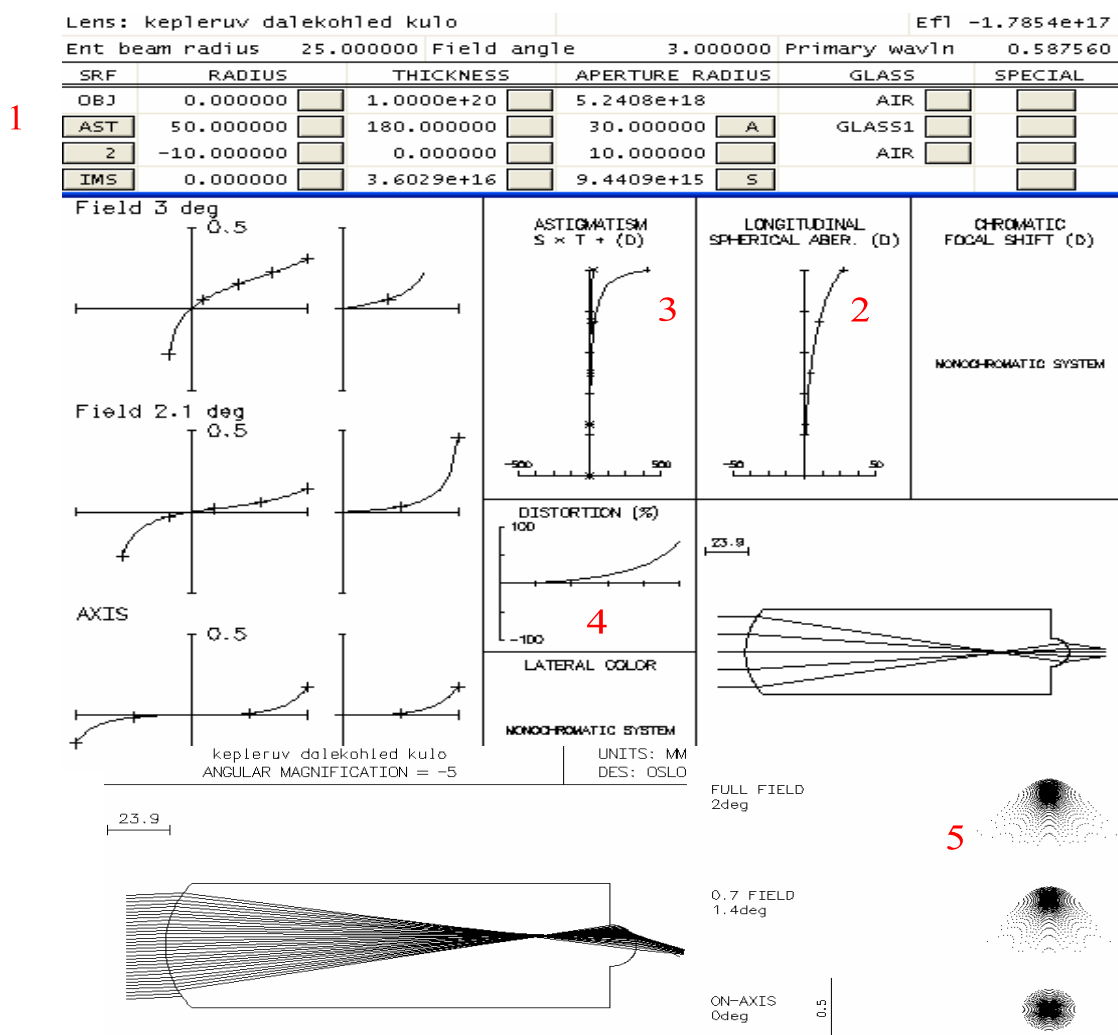 Lens: kepleruv dalekohled kulo Efl -1.7854e+17
Ent beam radius 25.000000 Field angle 3.000000 Primary wavln 0.587560
SRF RADIUS THICKNESS APERTURE RADIUS GLASS SPECIAL
OBJ 0.000000 1.0000e+20 5.2408e+18 AIR
1
AST 50.000000 180.000000 30.000000 A GLASS1
2 -10.000000 0.000000 10.000000 AIR
IMS 0.000000 3.6029e+16 9.4409e+15 S
Field 3 deg
0.5
ASTIGMATISM
S × T + (D)
3
-500 500
LONGITUDINAL
SPHERICAL ABER. (D)
2
-50 50
CHROMATIC
FOCAL SHIFT (D)
MONOCHROMATIC SYSTEM
Field 2.1 deg
0.5
DISTORTION (%)
100
-100
4
23.9
AXIS
0.5
LATERAL COLOR
MONOCHROMATIC SYSTEM
kepleruv dalekohled kulo
ANGULAR MAGNIFICATION = -5
UNITS: MM
DES: OSLO
23.9
FULL FIELD
2deg
5
0.7 FIELD
1.4deg
ON-AXIS
0deg
0.5